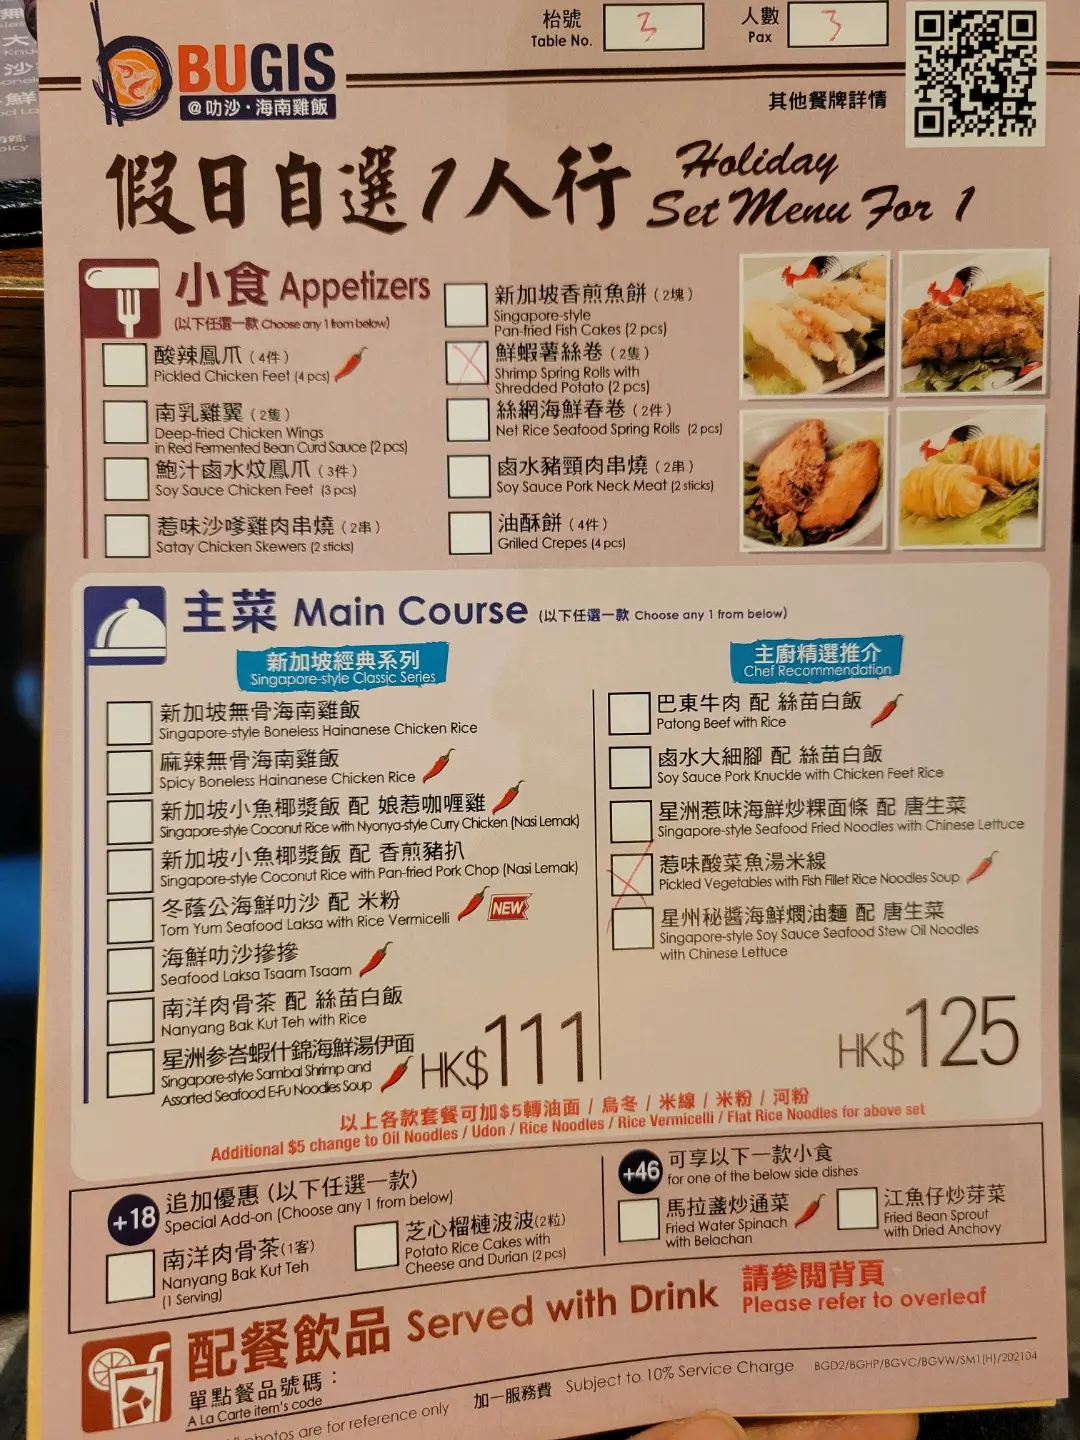 枱號
Table No.
3
人數
Pax
3
BUGIS
@叻沙·海南雞飯
其他餐牌詳情
假日自選1人行
Holiday
Set Menu For 1
小食 Appetizers
(以下任選一款 Choose any 1 from below)
酸辣鳳爪（4件）
Pickled Chicken Feet (4 pcs)
南乳雞翼（2隻）
Deep-fried Chicken Wings
in Red Fermented Bean Curd Sauce (2 pcs)
鮑汁鹵水炆鳳爪（3件）
Soy Sauce Chicken Feet (3 pcs)
惹味沙嗲雞肉串燒（2串）
Satay Chicken Skewers (2 sticks)
新加坡香煎魚餅（2塊）
Singapore-style
Pan-fried Fish Cakes (2 pcs)
鮮蝦薯絲卷（2隻）
Shrimp Spring Rolls with
Shredded Potato (2 pcs)
絲網海鮮春卷（2件）
Net Rice Seafood Spring Rolls (2 pcs)
鹵水豬頸肉串燒（2串）
Soy Sauce Pork Neck Meat (2 sticks)
油酥餅（4件）
Grilled Crepes (4 pcs)
主菜 Main Course (以下任選一款 Choose any 1 from below)
新加坡經典系列
Singapore-style Classic Series
新加坡無骨海南雞飯
Singapore-style Boneless Hainanese Chicken Rice
麻辣無骨海南雞飯
Spicy Boneless Hainanese Chicken Rice
新加坡小魚椰漿飯 配 娘惹咖喱雞
Singapore-style Coconut Rice with Nyonya-style Curry Chicken (Nasi Lemak)
新加坡小魚椰漿飯 配 香煎豬扒
Singapore-style Coconut Rice with Pan-fried Pork Chop (Nasi Lemak)
冬蔭公海鮮叻沙 配 米粉
Tom Yum Seafood Laksa with Rice Vermicelli
NEW
海鮮叻沙摻摻
Seafood Laksa Tsaam Tsaam
南洋肉骨茶 配 絲苗白飯
Nanyang Bak Kut Teh with Rice
星洲参峇蝦什錦海鮮湯伊面
Singapore-style Sambal Shrimp and
Assorted Seafood E-Fu Noodles Soup
HK$111
主廚精選推介
Chef Recommendation
巴東牛肉 配 絲苗白飯
Patong Beef with Rice
鹵水大細腳 配 絲苗白飯
Soy Sauce Pork Knuckle with Chicken Feet Rice
星洲惹味海鮮炒粿面條 配 唐生菜
Singapore-style Seafood Fried Noodles with Chinese Lettuce
惹味酸菜魚湯米線
Pickled Vegetables with Fish Fillet Rice Noodles Soup
星州秘醬海鮮燜油麵 配 唐生菜
Singapore-style Soy Sauce Seafood Stew Oil Noodles
with Chinese Lettuce
HK$125
以上各款套餐可加$5轉油面 / 烏冬 / 米線 / 米粉 / 河粉
Additional $5 change to Oil Noodles / Udon / Rice Noodles / Rice Vermicelli / Flat Rice Noodles for above set
+18
追加優惠 (以下任選一款)
Special Add-on (Choose any 1 from below)
南洋肉骨茶(1客)
Nanyang Bak Kut Teh
(1 Serving)
芝心榴槤波波(2粒)
Potato Rice Cakes with
Cheese and Durian (2 pcs)
+46
可享以下一款小食
for one of the below side dishes
馬拉盞炒通菜
Fried Water Spinach
with Belachan
江魚仔炒芽菜
Fried Bean Sprout
with Dried Anchovy
配餐飲品 Served with Drink
請參閱背頁
Please refer to overleaf
單點餐品號碼：
A La Carte item's code
photos are for reference only
加一服務費 Subject to 10% Service Charge
BGD2/BGHP/BGVC/BGVW/SM1(H)/202104